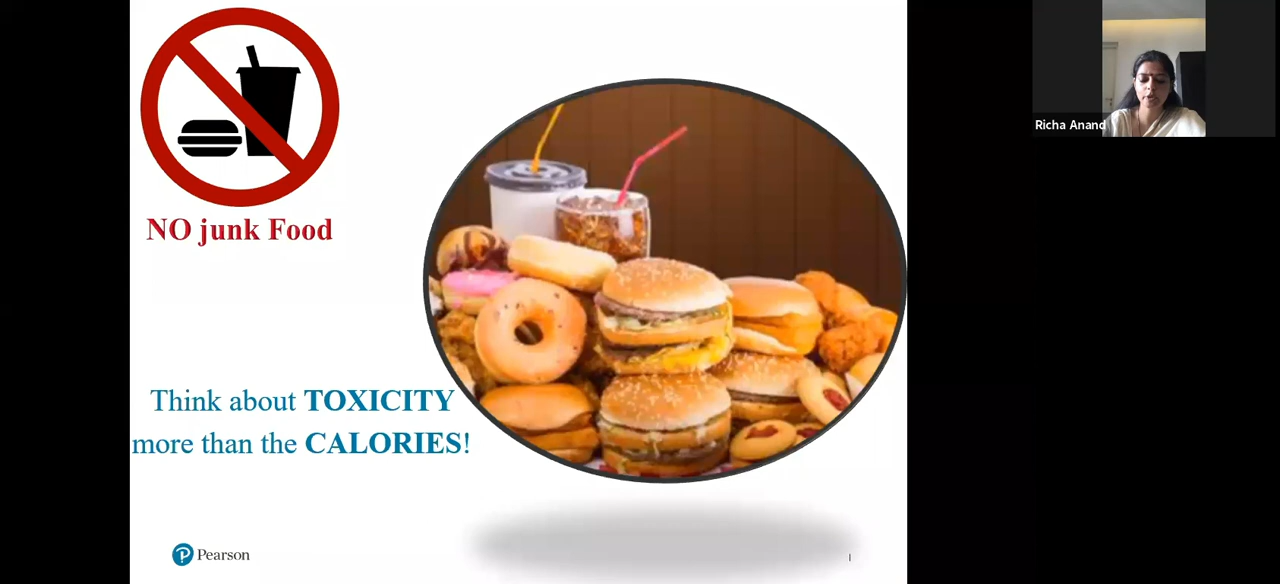 NO junk Food
Think about TOXICITY
more than the CALORIES!
Pearson
Richa Anand